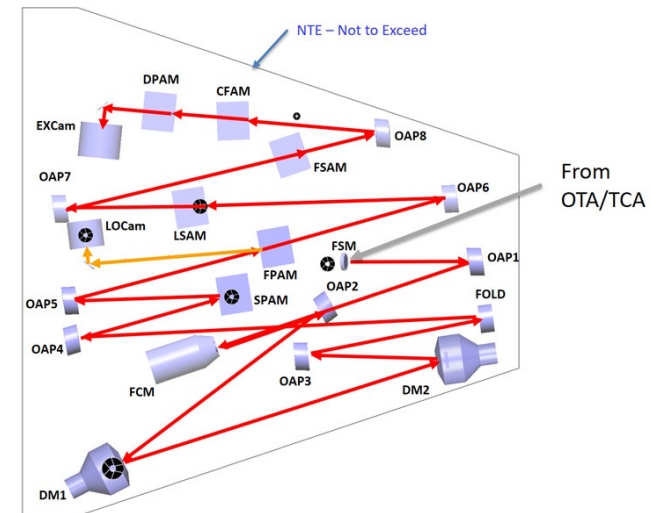 NTE – Not to Exceed
DPAM
CFAM
EXCam
OAP8
FSAM
OAP7
OAP6
From
OTA/TCA
LOCam
LSAM
FSM
FPAM
OAP1
OAP2
SPAM
OAP5
FOLD
OAP4
OAP3
FCM
DM2
DM1